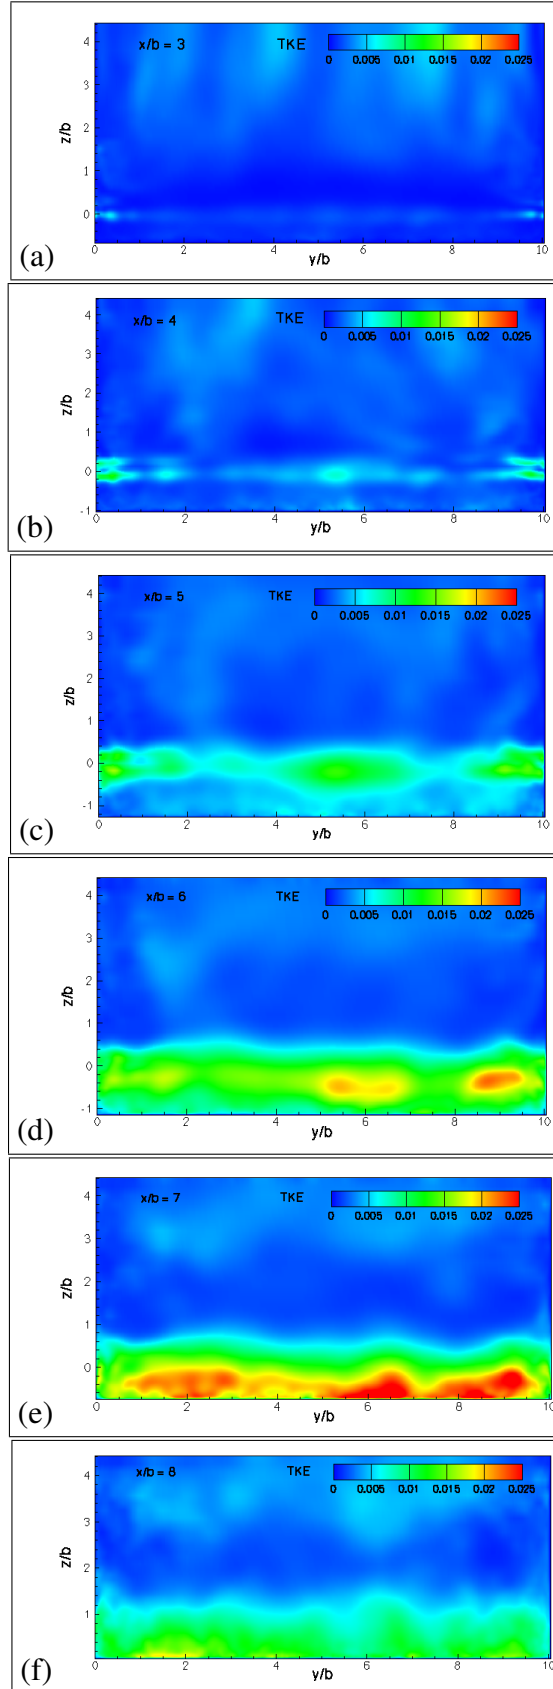 x/b = 3 TKE
0 0.005 0.01 0.015 0.02 0.025
z/b
4
3
2
1
0
0 2 4 6 8 10
y/b
(a)
x/b = 4 TKE
0 0.005 0.01 0.015 0.02 0.025
z/b
4
3
2
1
0
-1
0 2 4 6 8 10
y/b
(b)
x/b = 5 TKE
0 0.005 0.01 0.015 0.02 0.025
z/b
4
3
2
1
0
-1
0 2 4 6 8 10
y/b
(c)
x/b = 6 TKE
0 0.005 0.01 0.015 0.02 0.025
z/b
4
3
2
1
0
-1
0 2 4 6 8 10
y/b
(d)
x/b = 7 TKE
0 0.005 0.01 0.015 0.02 0.025
z/b
4
3
2
1
0
0 2 4 6 8 10
y/b
(e)
x/b = 8 TKE
0 0.005 0.01 0.015 0.02 0.025
z/b
4
3
2
1
0 2 4 6 8 10
y/b
(f)